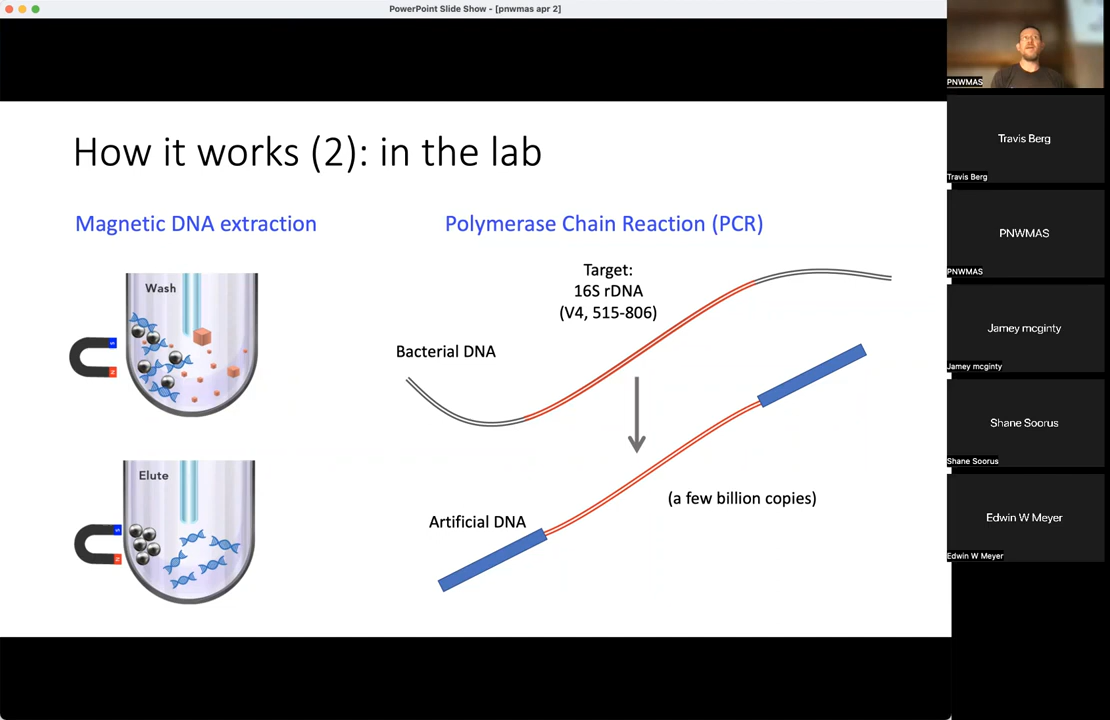 PowerPoint Slide Show - [pnwmas apr 2]
How it works (2): in the lab
Magnetic DNA extraction
Polymerase Chain Reaction (PCR)
Wash
Target:
16S rDNA
(V4, 515-806)
Bacterial DNA
S
N
Elute
(a few billion copies)
Artificial DNA
S
N
PNWMAS
Travis Berg
Travis Berg
PNWMAS
PNWMAS
Jamey mcginty
Jamey mcginty
Shane Soorus
Shane Soorus
Edwin W Meyer
Edwin W Meyer